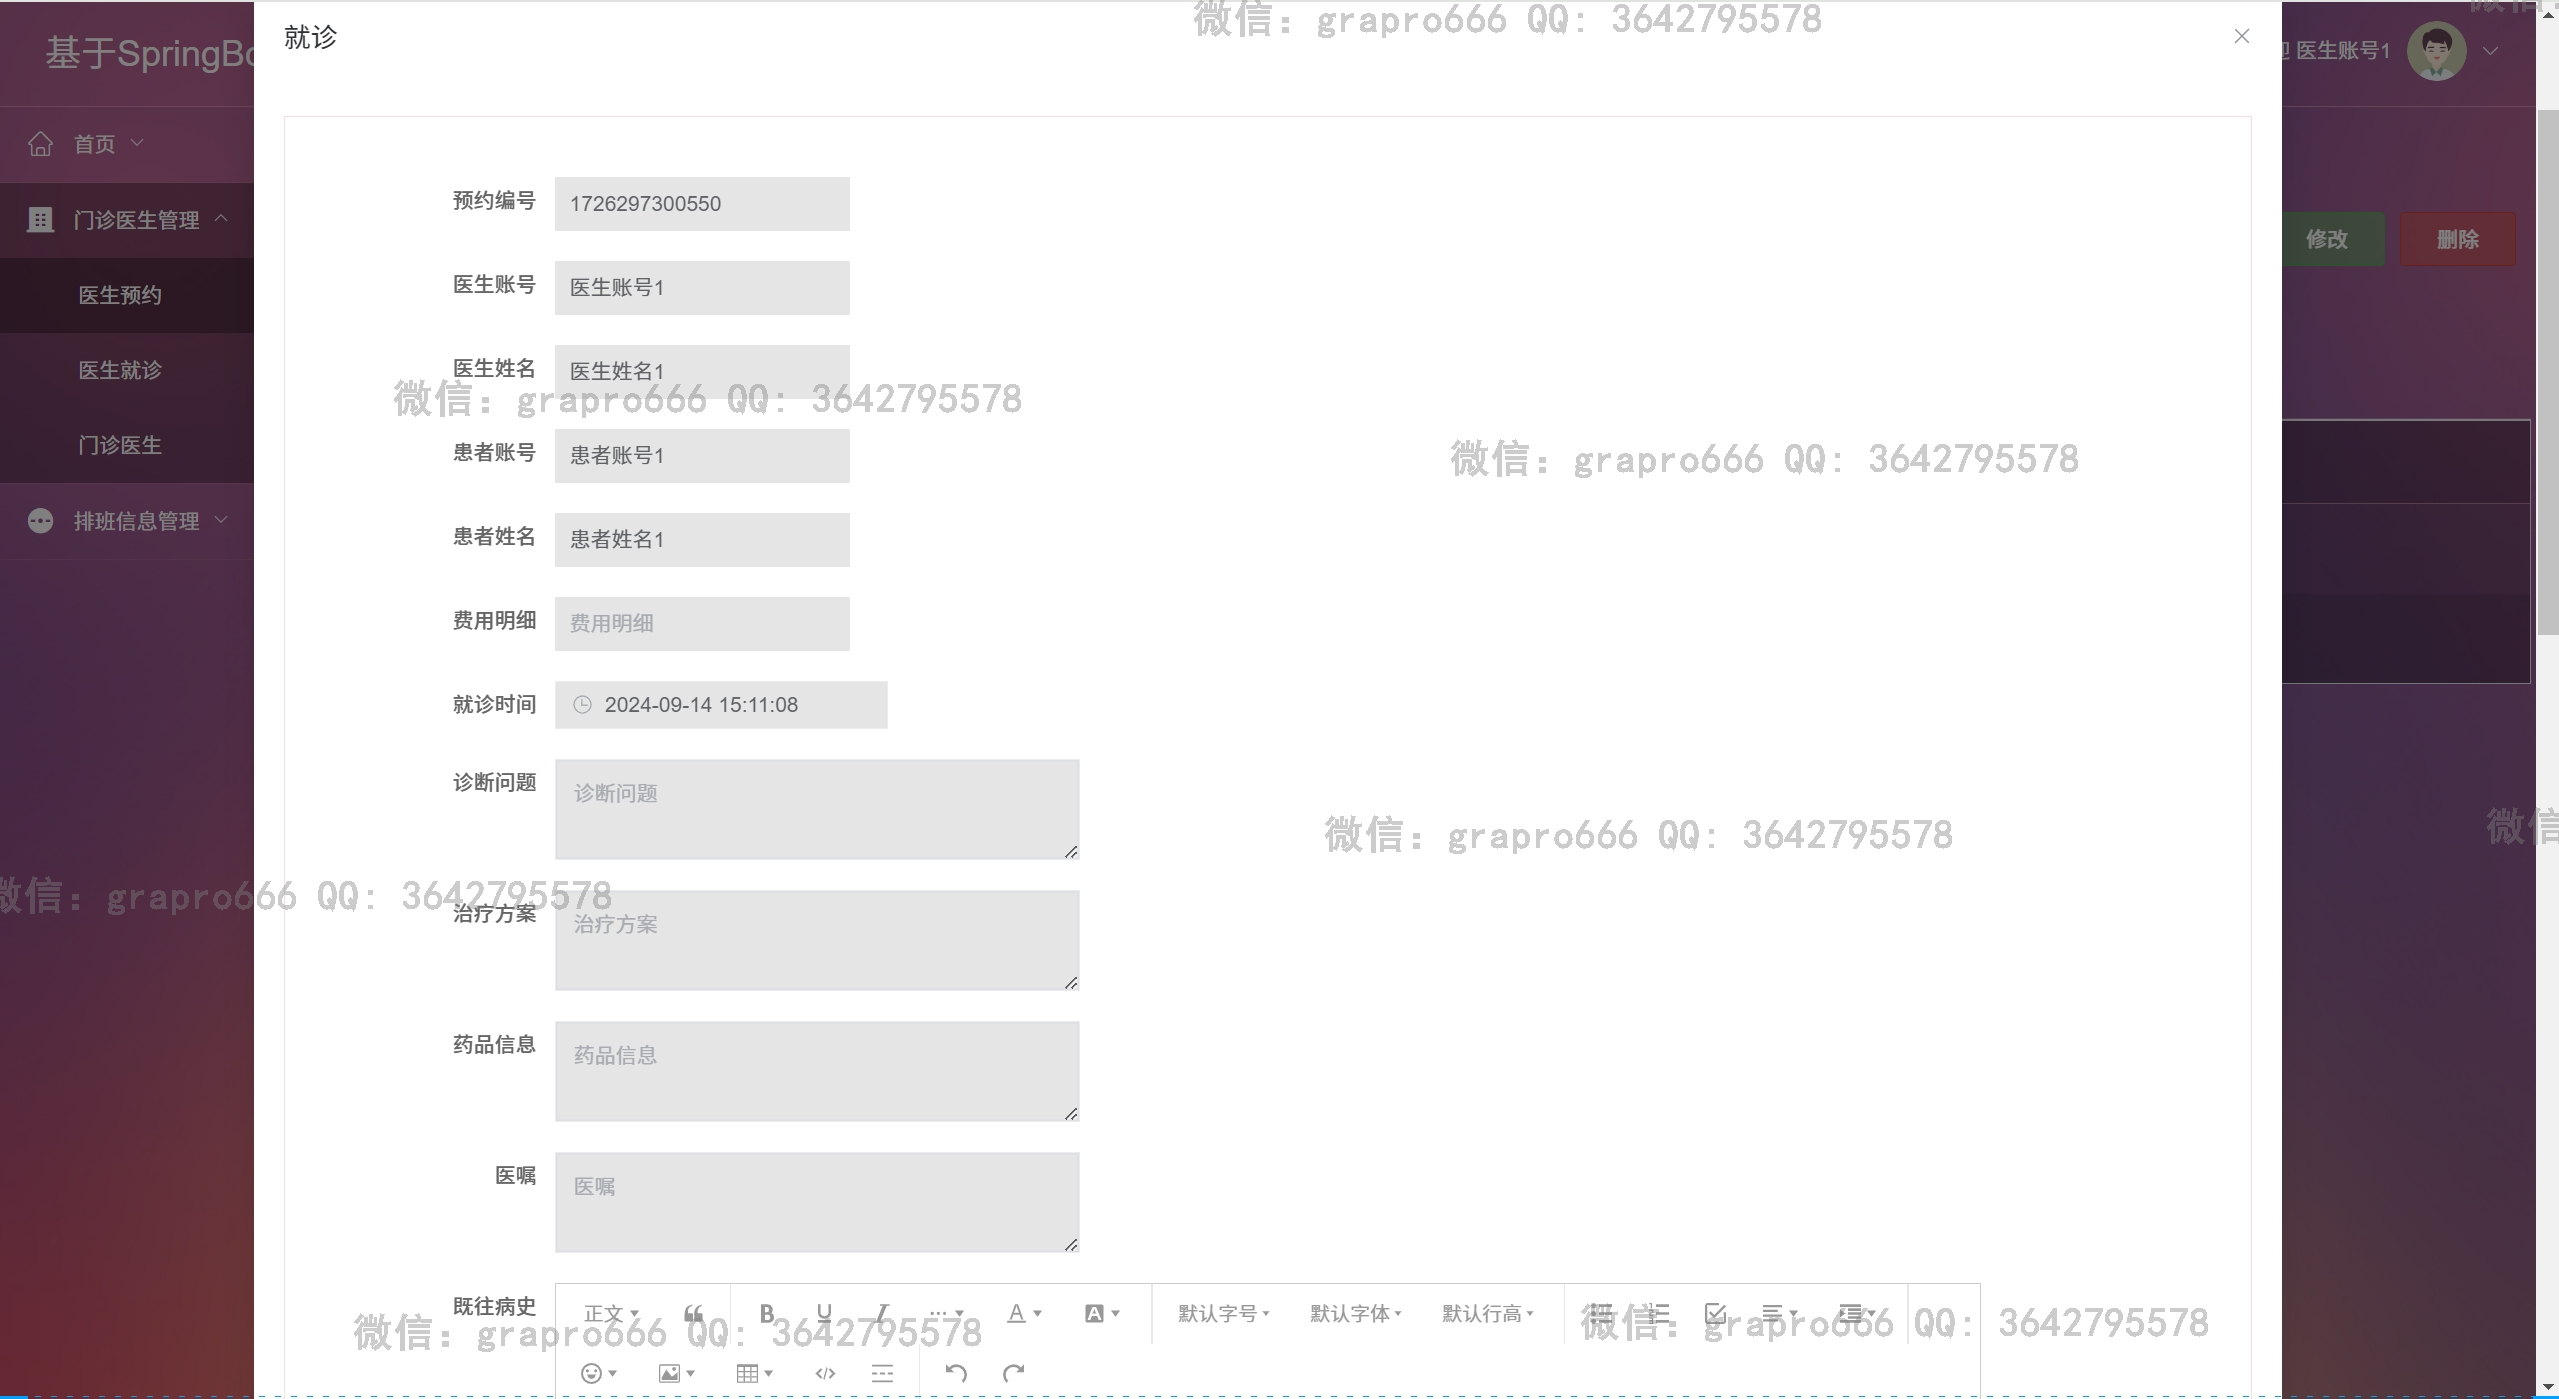 微信: grapro666 QQ: 3642795578
就诊
基于SpringBo
医生账号1
首页
门诊医生管理
医生预约
医生就诊
门诊医生
排班信息管理
修改
删除
预约编号 1726297300550
医生账号 医生账号1
医生姓名 医生姓名1
微信: grapro666 QQ: 3642795578
患者账号 患者账号1
微信: grapro666 QQ: 3642795578
患者姓名 患者姓名1
费用明细 费用明细
就诊时间 2024-09-14 15:11:08
诊断问题 诊断问题
微信: grapro666 QQ: 3642795578
微信
微信: grapro666 QQ: 3642795578
治疗方案 治疗方案
药品信息 药品信息
医嘱 医嘱
既往病史
正文 B U I A A 默认字号 默认字体 默认行高
微信: grapro666 QQ: 3642795578
微信: grapro666 QQ: 3642795578